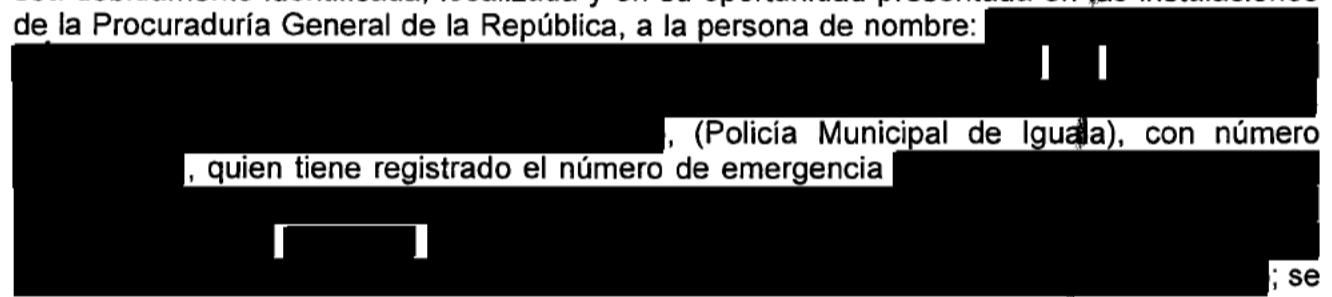 de la Procuraduría General de la República, a la persona de nombre:
, (Policía Municipal de Iguala), con número
, quien tiene registrado el número de emergencia
; se